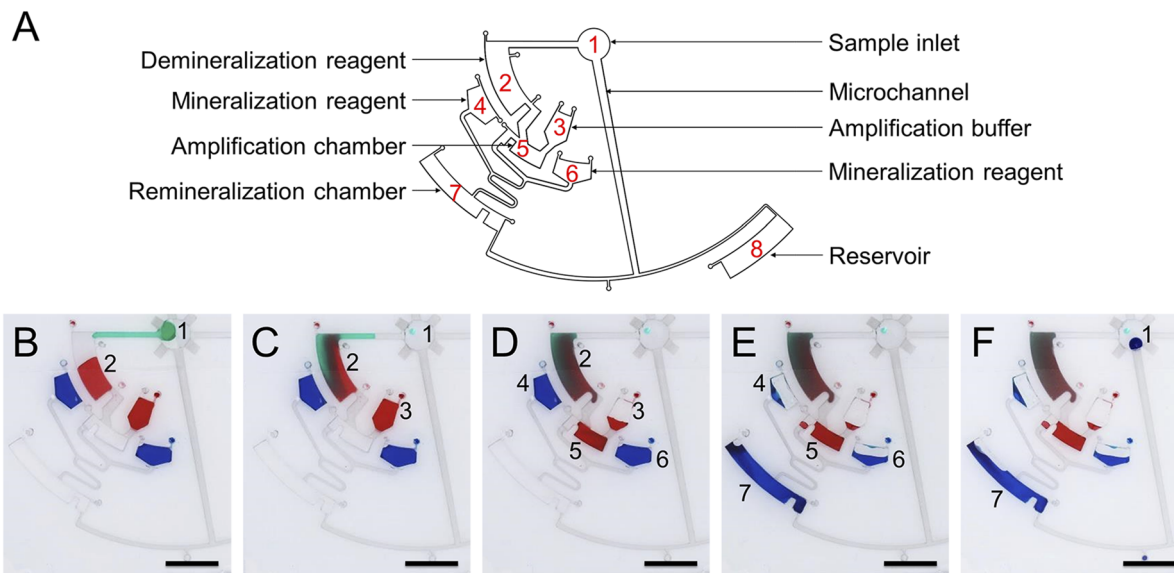 A
Demineralization reagent
Mineralization reagent
Amplification chamber
Remineralization chamber
1
2
3
4
5
6
7
8
Sample inlet
Microchannel
Amplification buffer
Mineralization reagent
Reservoir
B
1
2
C
1
2
3
D
2
4
3
5
6
E
4
5
6
7
F
1
7